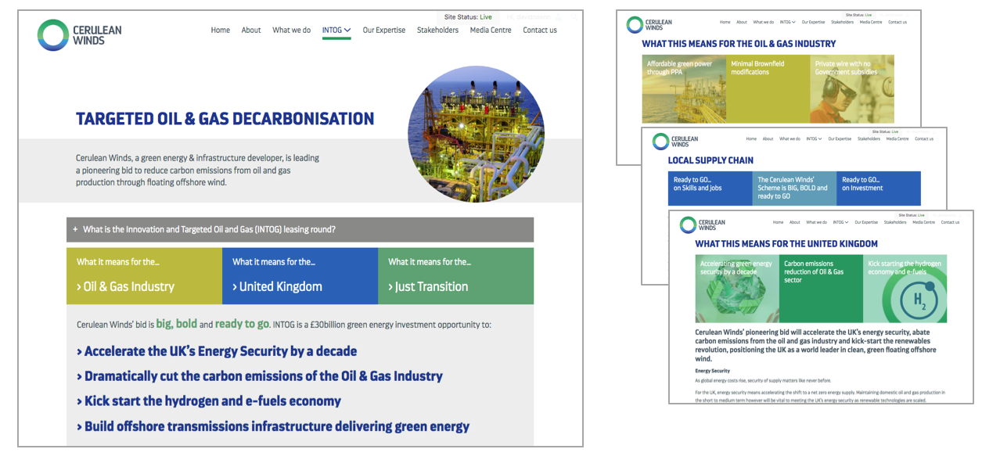 Site Status: Live
CERULEAN
WINDS
Home About What we do INTOG Our Expertise Stakeholders Media Centre Contact us
TARGETED OIL & GAS DECARBONISATION
Cerulean Winds, a green energy & infrastructure developer, is leading
a pioneering bid to reduce carbon emissions from oil and gas
production through floating offshore wind.
+ What is the Innovation and Targeted Oil and Gas (INTOG) leasing round?
What it means for the...
› Oil & Gas Industry
What it means for the...
› United Kingdom
What it means for the...
› Just Transition
Cerulean Winds' bid is big, bold and ready to go. INTOG is a £30billion green energy investment opportunity to:
› Accelerate the UK's Energy Security by a decade
› Dramatically cut the carbon emissions of the Oil & Gas Industry
› Kick start the hydrogen and e-fuels economy
› Build offshore transmissions infrastructure delivering green energy
Site Status: Live
CERULEAN
WINDS
Home About What we do INTOG Our Expertise Stakeholders Media Centre Contact us
WHAT THIS MEANS FOR THE OIL & GAS INDUSTRY
Affordable green power
through PPA
Minimal Brownfield
modifications
Private wire with no
Government subsidies
Site Status: Live
CERULEAN
WINDS
Home About What we do INTOG Our Expertise Stakeholders Media Centre Contact us
LOCAL SUPPLY CHAIN
Ready to GO...
on Skills and Jobs
The Cerulean Winds'
Scheme is BIG, BOLD and
ready to GO
Ready to GO...
on Investment
Site Status: Live
CERULEAN
WINDS
Home About What we do INTOG Our Expertise Stakeholders Media Centre Contact us
WHAT THIS MEANS FOR THE UNITED KINGDOM
Accelerating green energy
security by a decade
Carbon emissions
reduction of Oil & Gas
sector
Kick starting the hydrogen
economy and e-fuels
H2
Cerulean Winds' pioneering bid will accelerate the UK's energy security, abate
carbon emissions from the oil and gas industry and kick-start the renewables
revolution, positioning the UK as a world leader in clean, green floating offshore
wind.
Energy Security
As global energy costs rise, security of supply matters like never before.
For the UK, energy security means accelerating the shift to a net zero energy supply. Maintaining domestic oil and gas production in
the short to medium term however will be vital to meeting the UK's energy security as renewable technologies are scaled.